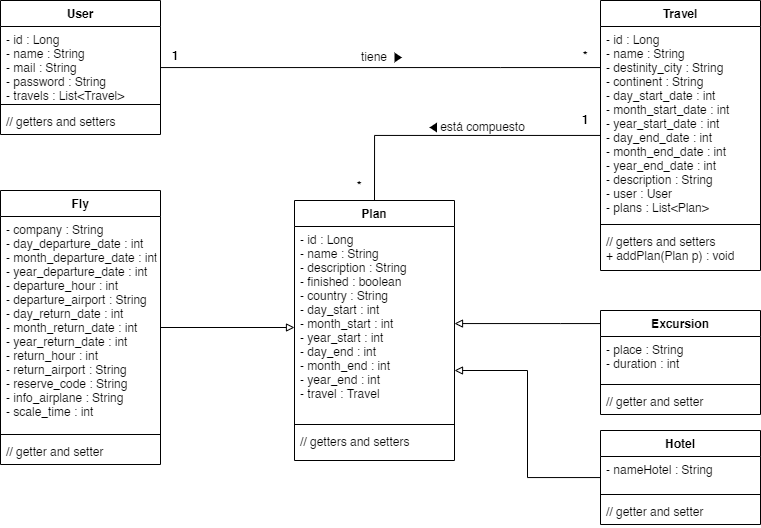 User
- id : Long
- name : String
- mail : String
- password : String
- travels : List<Travel>
// getters and setters
1
tiene
*
Travel
- id : Long
- name : String
- destinity_city : String
- continent : String
- day_start_date : int
- month_start_date : int
- year_start_date : int
- day_end_date : int
- month_end_date : int
- year_end_date : int
- description : String
- user : User
- plans : List<Plan>
// getters and setters
+ addPlan(Plan p) : void
1
está compuesto
*
Fly
- company : String
- day_departure_date : int
- month_departure_date : int
- year_departure_date : int
- departure_hour : int
- departure_airport : String
- day_return_date : int
- month_return_date : int
- year_return_date : int
- return_hour : int
- return_airport : String
- reserve_code : String
- info_airplane : String
- scale_time : int
// getter and setter
Plan
- id : Long
- name : String
- description : String
- finished : boolean
- country : String
- day_start : int
- month_start : int
- year_start : int
- day_end : int
- month_end : int
- year_end : int
- travel : Travel
// getters and setters
Excursion
- place : String
- duration : int
// getter and setter
Hotel
- nameHotel : String
// getter and setter